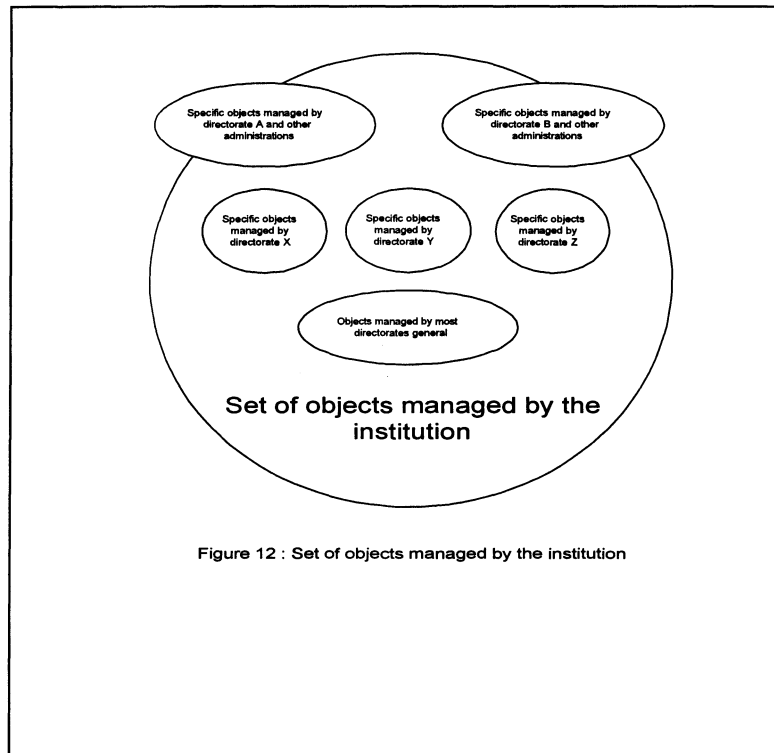 Specific objects managed by
directorate A and other
administrations
Specific objects managed by
directorate B and other
administrations
Specific objects
managed by
directorate X
Specific objects
managed by
directorate Y
Specific objects
managed by
directorate Z
Objects managed by most
directorates general
Set of objects managed by the
institution
Figure 12 : Set of objects managed by the institution